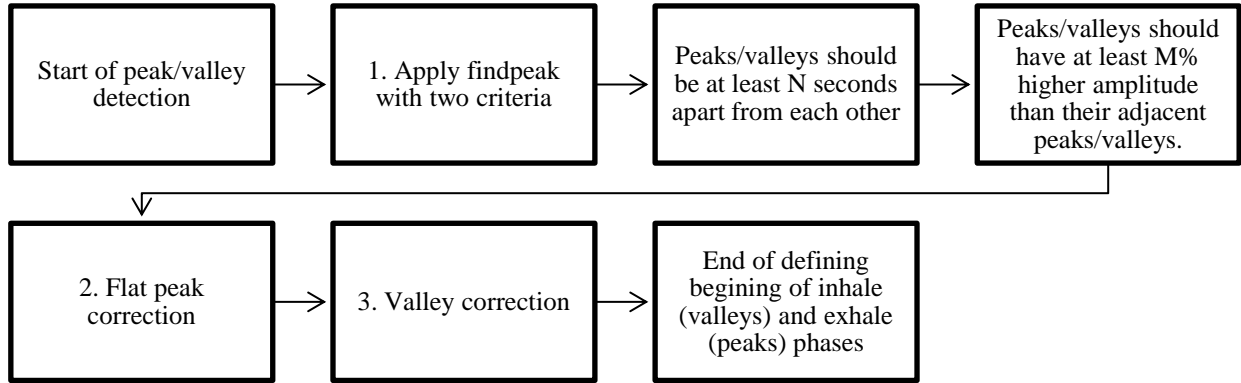 Start of peak/valley
detection
1. Apply findpeak
with two criteria
Peaks/valleys should
be at least N seconds
apart from each other
Peaks/valleys should
have at least M%
higher amplitude
than their adjacent
peaks/valleys.
2. Flat peak
correction
3. Valley correction
End of defining
begining of inhale
(valleys) and exhale
(peaks) phases